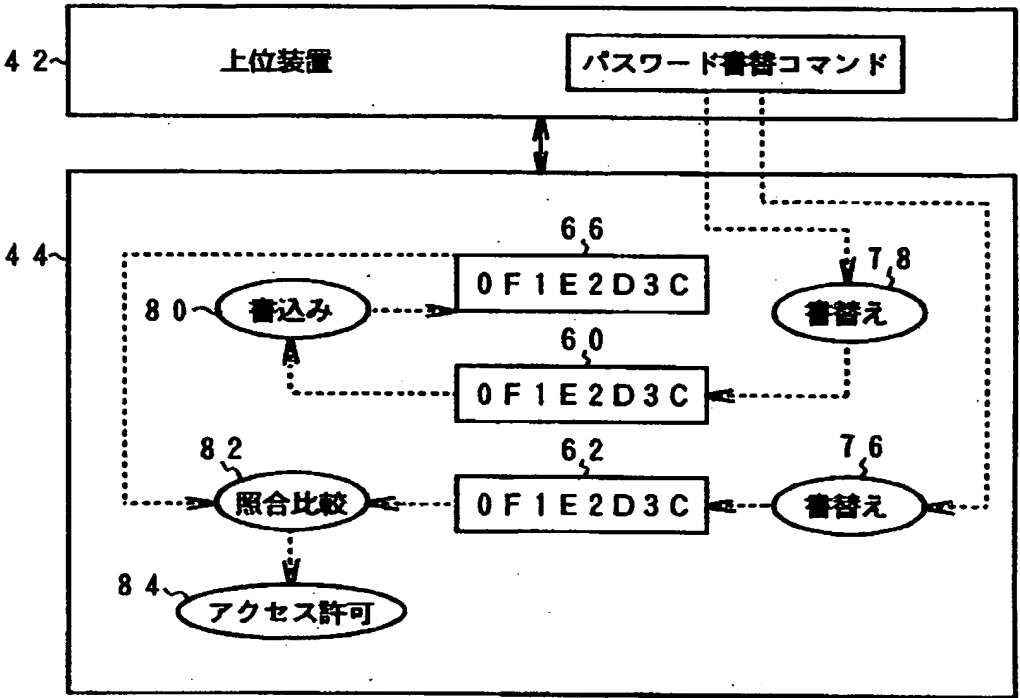 42
上位装置
パスワード書替コマンド
44
66
0F1E2D3C
78
80
書込み
書替え
60
0F1E2D3C
82
62
76
照合比較
0F1E2D3C
書替え
84
アクセス許可